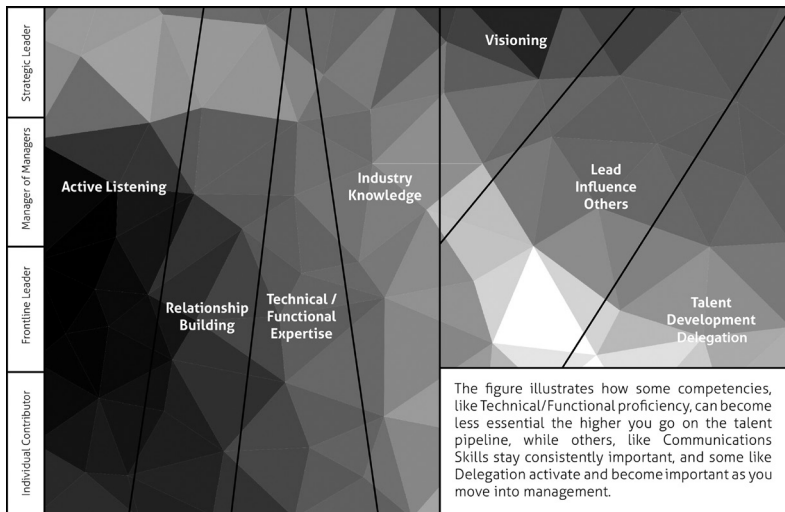 Strategic Leader
Manager of Managers
Frontline Leader
Individual Contributor
Active Listening
Relationship
Building
Technical /
Functional
Expertise
Industry
Knowledge
Visioning
Lead
Influence
Others
Talent
Development
Delegation
The figure illustrates how some competencies,
like Technical/Functional proficiency, can become
less essential the higher you go on the talent
pipeline, while others, like Communications
Skills stay consistently important, and some like
Delegation activate and become important as you
move into management.